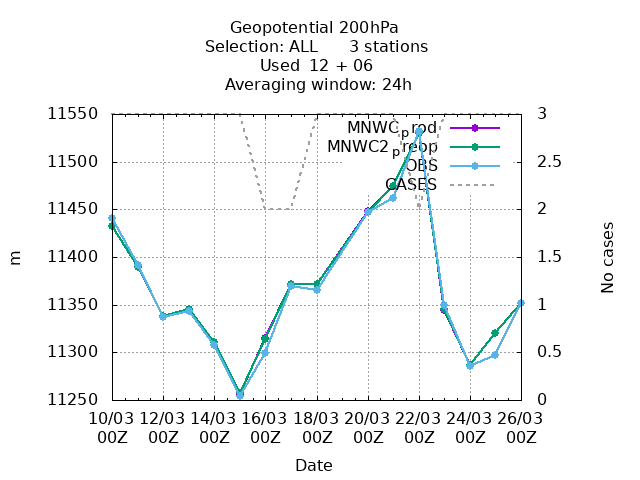 Geopotential 200hPa
Selection: ALL 3 stations
Used 12 + 06
Averaging window: 24h
MNWC_prod
MNWC2_preop
OBS
CASES
11550
11500
11450
11400
11350
11300
11250
m
3
2.5
2
1.5
1
0.5
0
No cases
10/03 12/03 14/03 16/03 18/03 20/03 22/03 24/03 26/03
00Z 00Z 00Z 00Z 00Z 00Z 00Z 00Z 00Z
Date